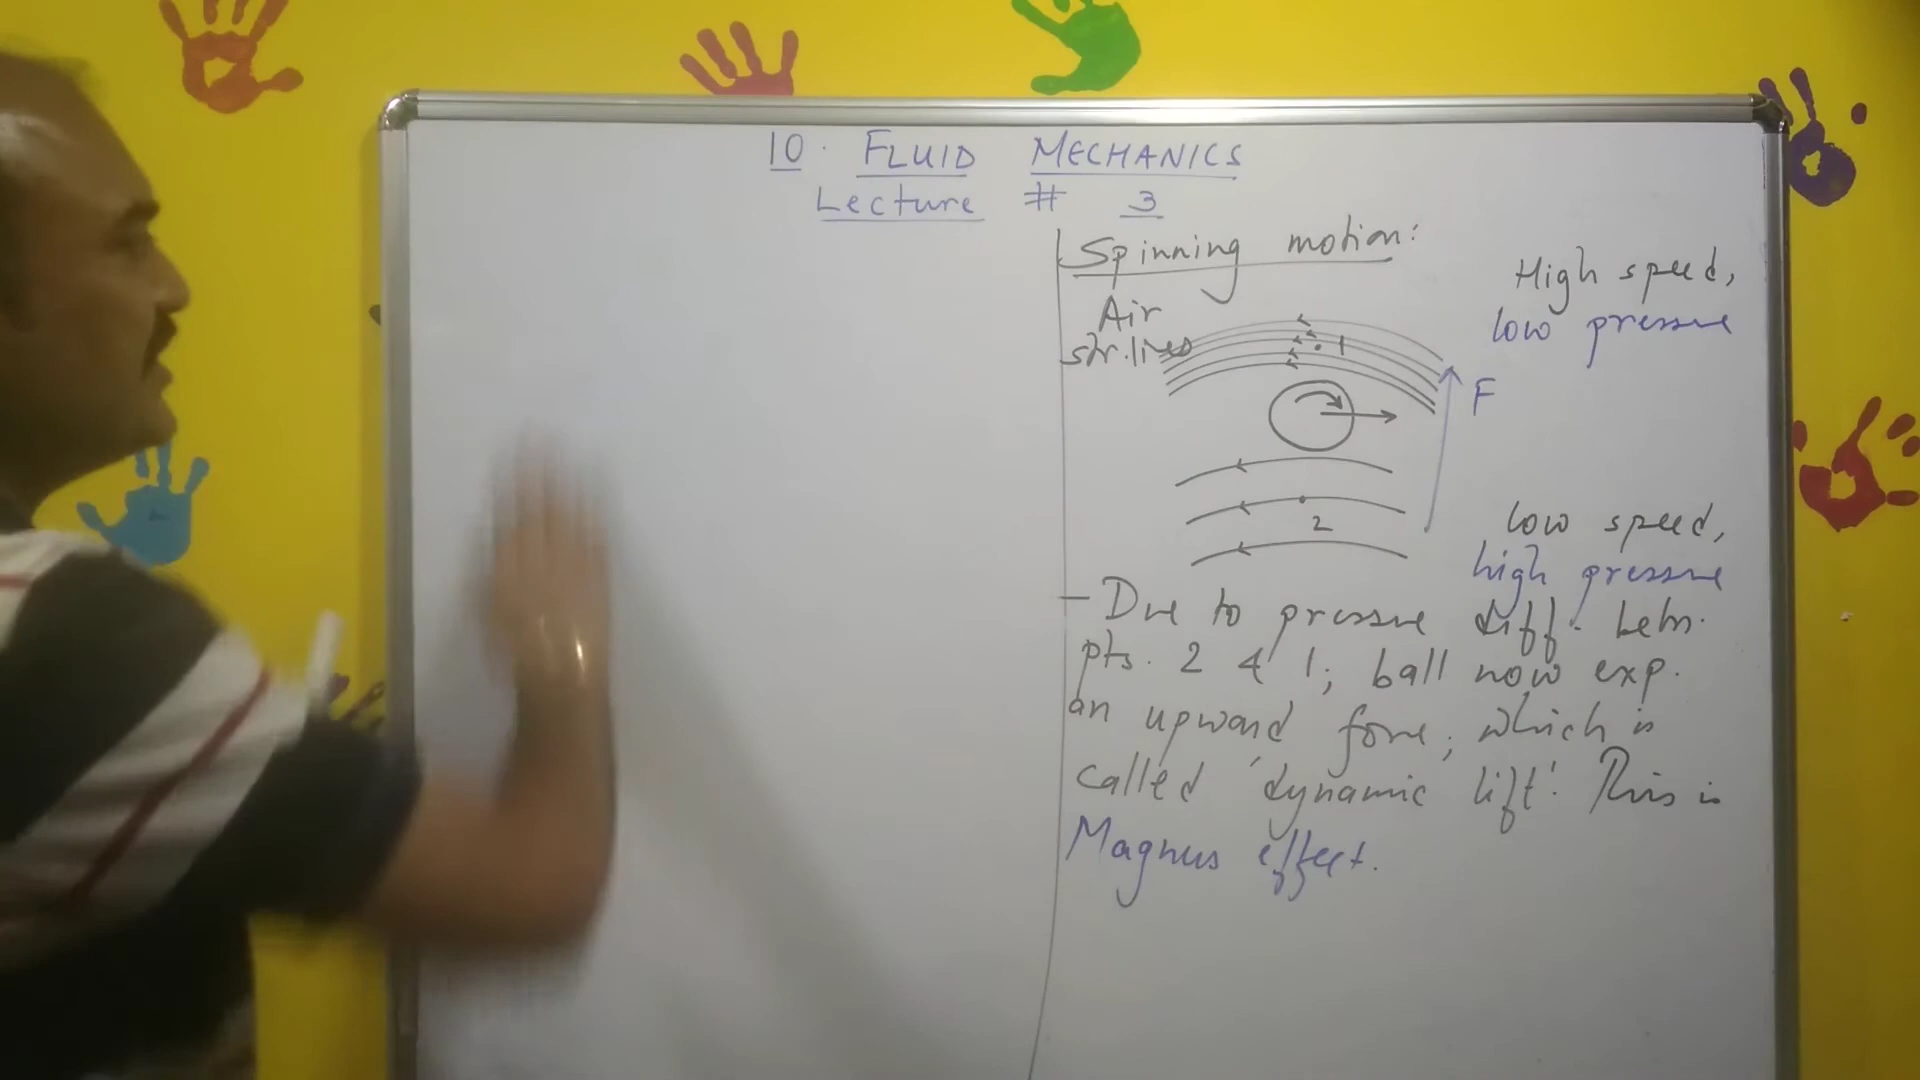 10. FLUID MECHANICS
Lecture # 3
Spinning motion:
Air
str.lines
1
High speed,
low pressure
F
2
low speed,
high pressure
- Due to pressure diff. betn.
pts. 2 & 1; ball now exp.
an upward force, which is
called 'dynamic lift'. This is
Magnus effect.